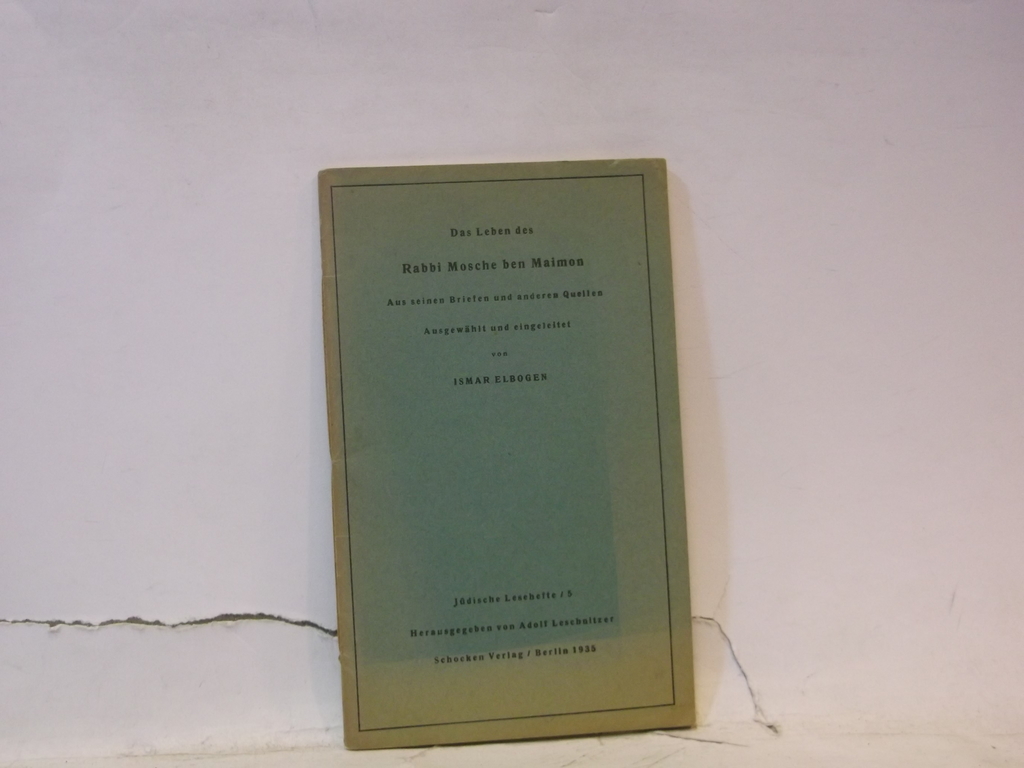 Das Leben des
Rabbi Mosche ben Maimon
Aus seinen Briefen und anderen Quellen
Ausgewählt und eingeleitet
von
ISMAR ELBOGEN
Jüdische Lesehefte / 5
Herausgegeben von Adolf Leschnitzer
Schocken Verlag / Berlin 1935